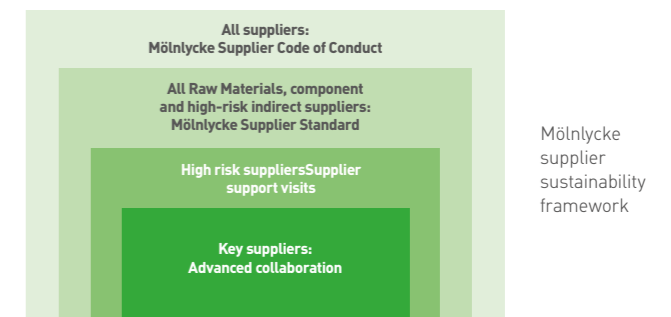 All suppliers:
Mölnlycke Supplier Code of Conduct
All Raw Materials, component
and high-risk indirect suppliers:
Mölnlycke Supplier Standard
High risk suppliersSupplier
support visits
Key suppliers:
Advanced collaboration
Mölnlycke
supplier
sustainability
framework